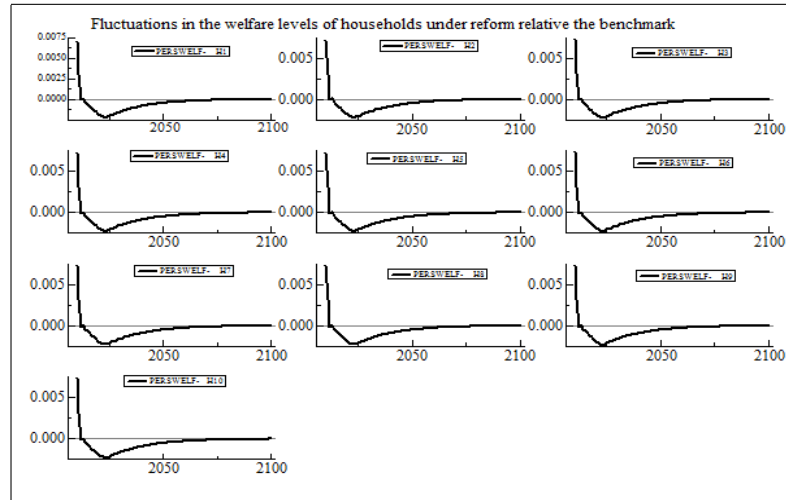 Fluctuations in the welfare levels of households under reform relative the benchmark
0.0075
0.0050
0.0025
0.0000
PERSWELF- H1
2050 2100
0.000
0.005
PERSWELF- H2
2050 2100
0.005
0.000
PERSWELF- H3
2050 2100
0.005
0.000
PERSWELF- H4
2050 2100
0.005
0.000
PERSWELF- H5
2050 2100
0.005
0.000
PERSWELF- H6
2050 2100
0.005
0.000
PERSWELF- H7
2050 2100
0.005
0.000
PERSWELF- H8
2050 2100
0.005
0.000
PERSWELF- H9
2050 2100
0.005
0.000
PERSWELF- H10
2050 2100